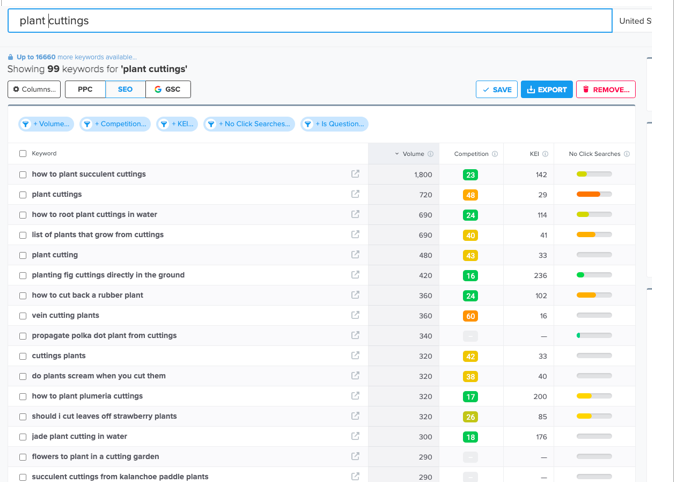 plant cuttings
United S
Up to 16660 more keywords available...
Showing 99 keywords for 'plant cuttings'
Columns... PPC SEO GSC SAVE EXPORT REMOVE...
+ Volume... + Competition... + KEI... + No Click Searches... + Is Question...
Keyword Volume Competition KEI No Click Searches
how to plant succulent cuttings 1,800 23 142
plant cuttings 720 48 29
how to root plant cuttings in water 690 24 114
list of plants that grow from cuttings 690 40 41
plant cutting 480 43 33
planting fig cuttings directly in the ground 420 16 236
how to cut back a rubber plant 360 24 102
vein cutting plants 360 60 16
propagate polka dot plant from cuttings 340 — —
cuttings plants 320 42 33
do plants scream when you cut them 320 38 40
how to plant plumeria cuttings 320 17 200
should i cut leaves off strawberry plants 320 26 85
jade plant cutting in water 300 18 176
flowers to plant in a cutting garden 290 — —
succulent cuttings from kalanchoe paddle plants 290 — —